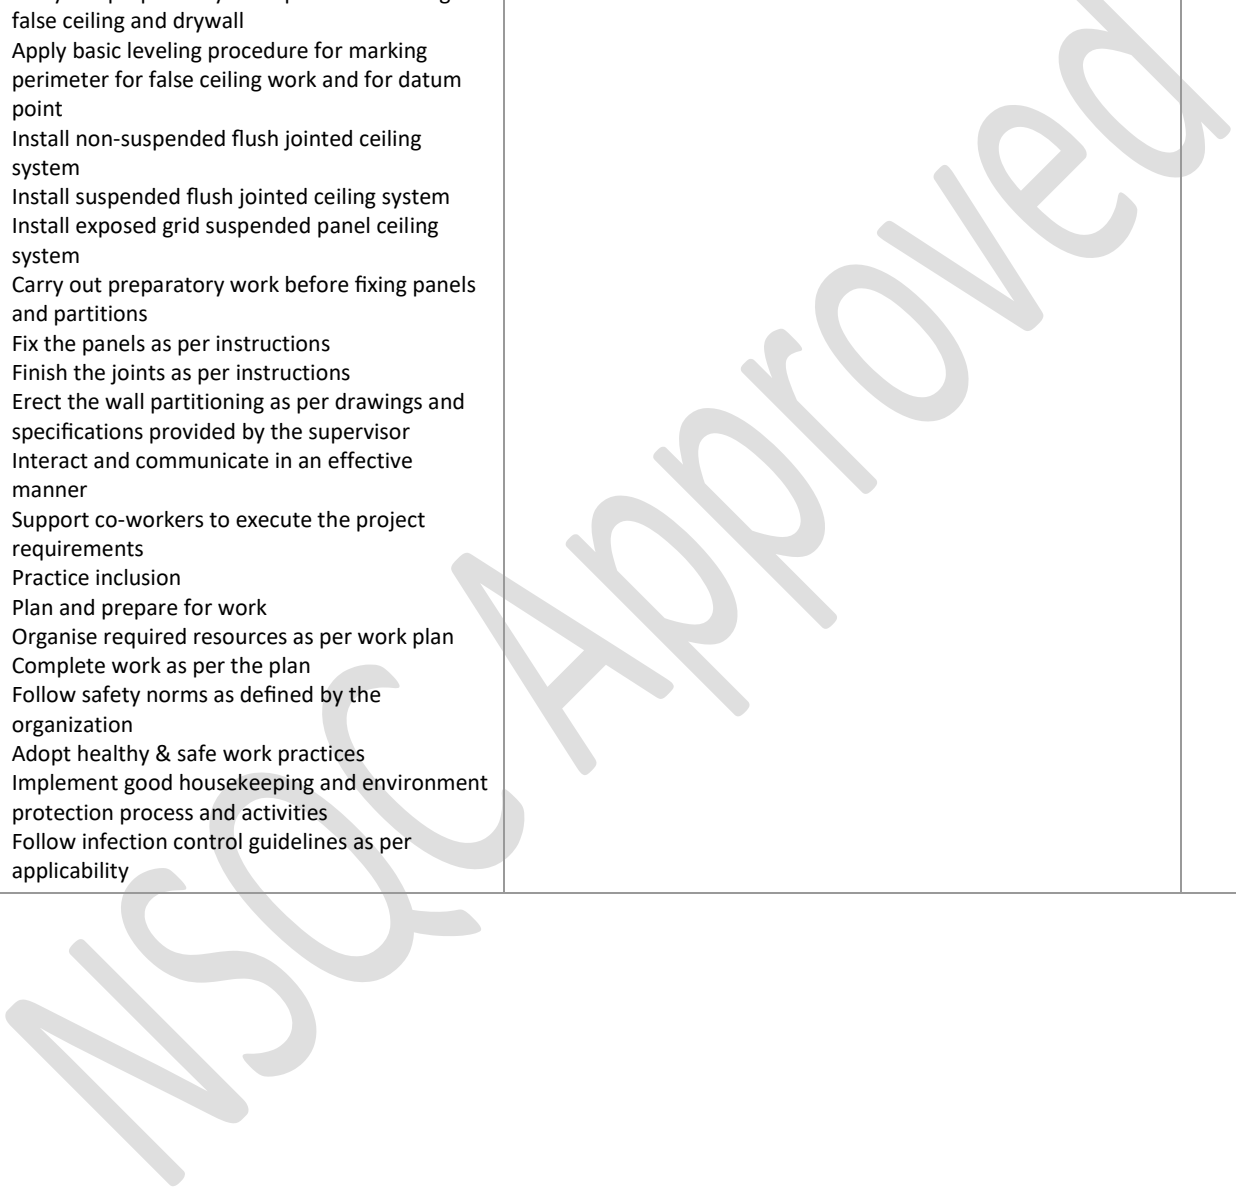 false ceiling and drywall
Apply basic leveling procedure for marking
perimeter for false ceiling work and for datum
point
Install non-suspended flush jointed ceiling
system
Install suspended flush jointed ceiling system
Install exposed grid suspended panel ceiling
system
Carry out preparatory work before fixing panels
and partitions
Fix the panels as per instructions
Finish the joints as per instructions
Erect the wall partitioning as per drawings and
specifications provided by the supervisor
Interact and communicate in an effective
manner
Support co-workers to execute the project
requirements
Practice inclusion
Plan and prepare for work
Organise required resources as per work plan
Complete work as per the plan
Follow safety norms as defined by the
organization
Adopt healthy & safe work practices
Implement good housekeeping and environment
protection process and activities
Follow infection control guidelines as per
applicability
NSQC Approved